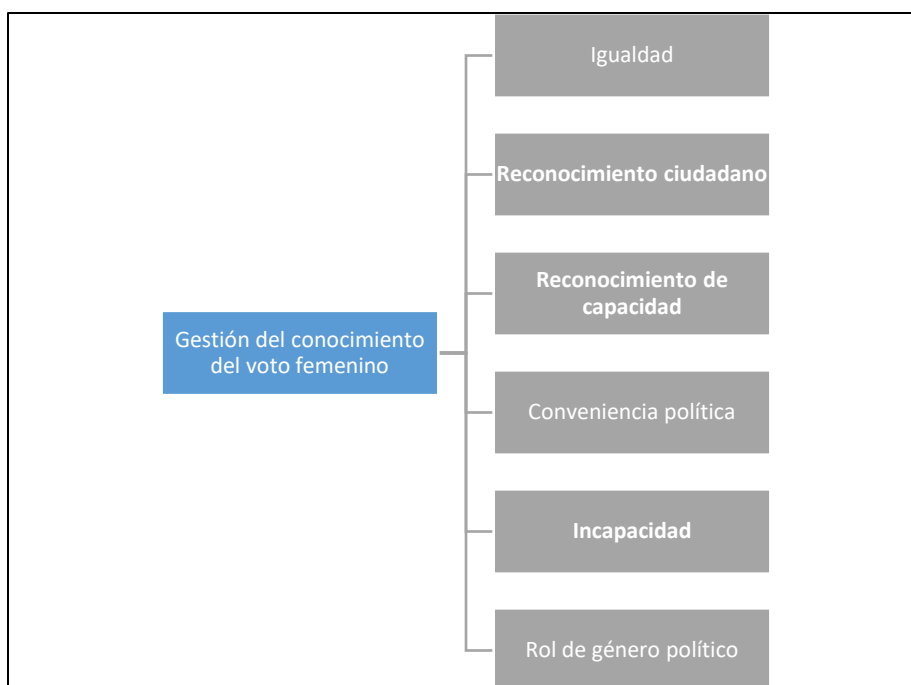 Igualdad
Reconocimiento ciudadano
Reconocimiento de
capacidad
Gestión del conocimiento
del voto femenino
Conveniencia política
Incapacidad
Rol de género político